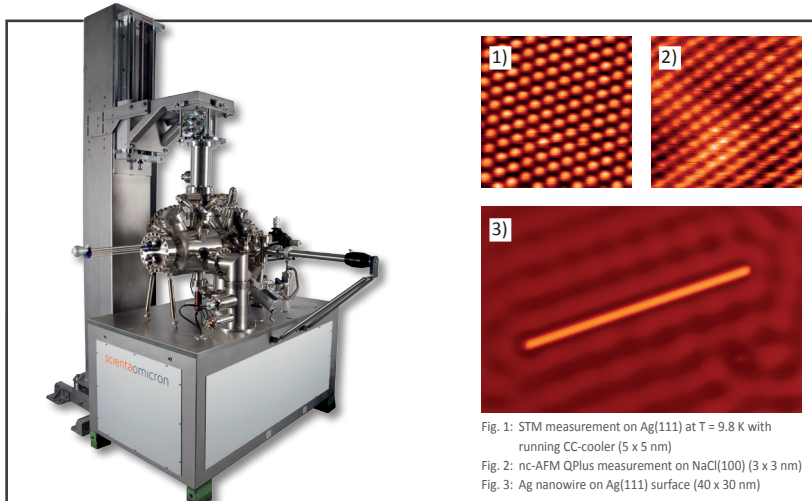 1)
2)
3)
scientaomicron
Fig. 1: STM measurement on Ag(111) at T = 9.8 K with
running CC-cooler (5 x 5 nm)
Fig. 2: nc-AFM QPlus measurement on NaCl(100) (3 x 3 nm)
Fig. 3: Ag nanowire on Ag(111) surface (40 x 30 nm)